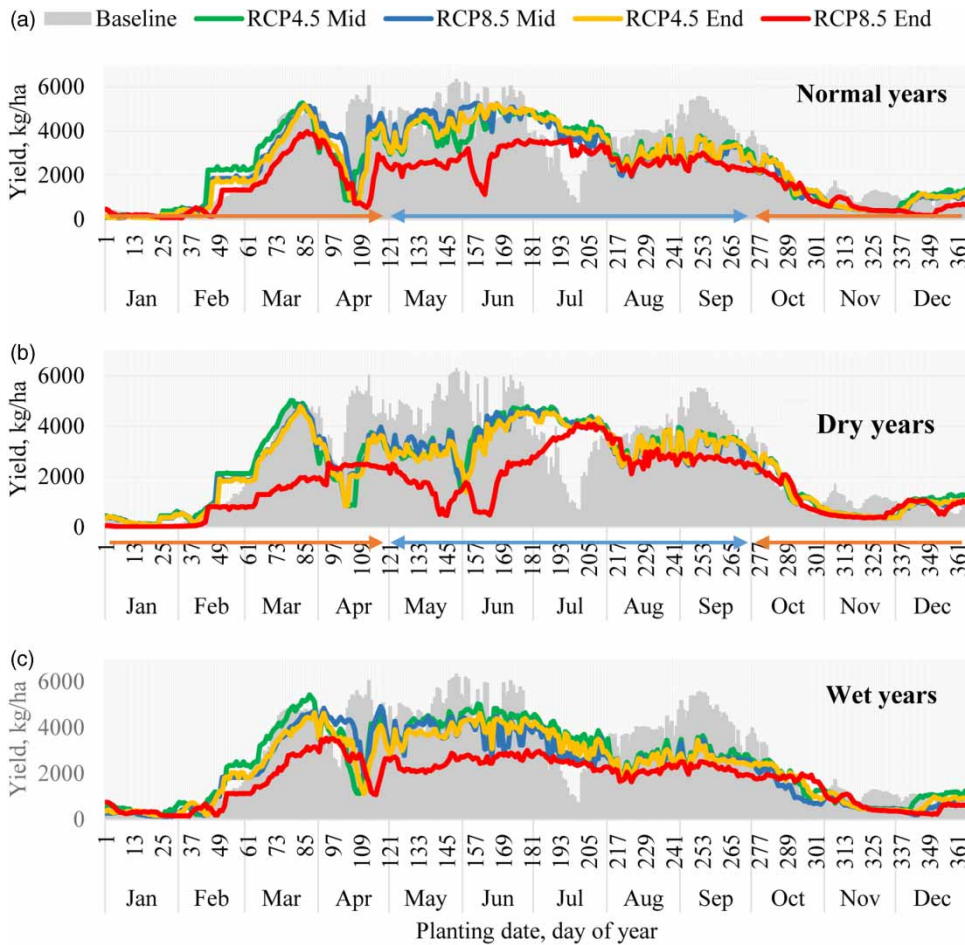 (a) Baseline RCP4.5 Mid RCP8.5 Mid RCP4.5 End RCP8.5 End
Normal years
Yield, kg/ha
6000
4000
2000
0
1 13 25 37 49 61 73 85 97 109 121 133 145 157 169 181 193 205 217 229 241 253 265 277 289 301 313 325 337 349 361
Jan Feb Mar Apr May Jun Jul Aug Sep Oct Nov Dec
(b)
Dry years
Yield, kg/ha
6000
4000
2000
0
1 13 25 37 49 61 73 85 97 109 121 133 145 157 169 181 193 205 217 229 241 253 265 277 289 301 313 325 337 349 361
Jan Feb Mar Apr May Jun Jul Aug Sep Oct Nov Dec
(c)
Wet years
Yield, kg/ha
6000
4000
2000
0
1 13 25 37 49 61 73 85 97 109 121 133 145 157 169 181 193 205 217 229 241 253 265 277 289 301 313 325 337 349 361
Jan Feb Mar Apr May Jun Jul Aug Sep Oct Nov Dec
Planting date, day of year